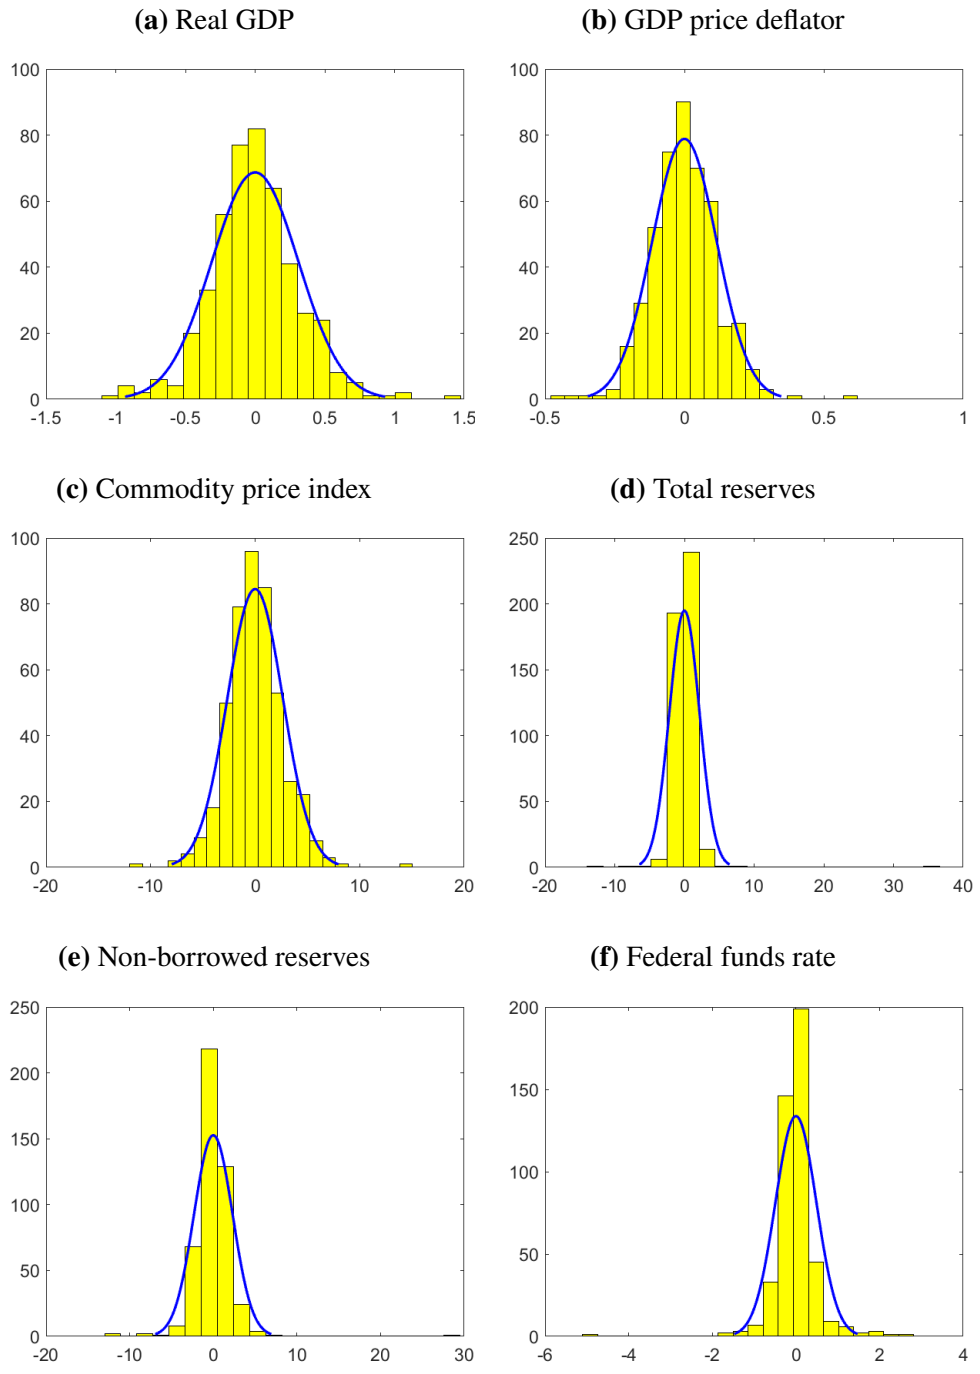 (a) Real GDP
(b) GDP price deflator
100
80
60
40
20
0
-1.5 -1 -0.5 0 0.5 1 1.5
100
80
60
40
20
0
-0.5 0 0.5 1
(c) Commodity price index
(d) Total reserves
100
80
60
40
20
0
-20 -10 0 10 20
250
200
150
100
50
0
-20 -10 0 10 20 30 40
(e) Non-borrowed reserves
(f) Federal funds rate
250
200
150
100
50
0
-20 -10 0 10 20 30
200
150
100
50
0
-6 -4 -2 0 2 4